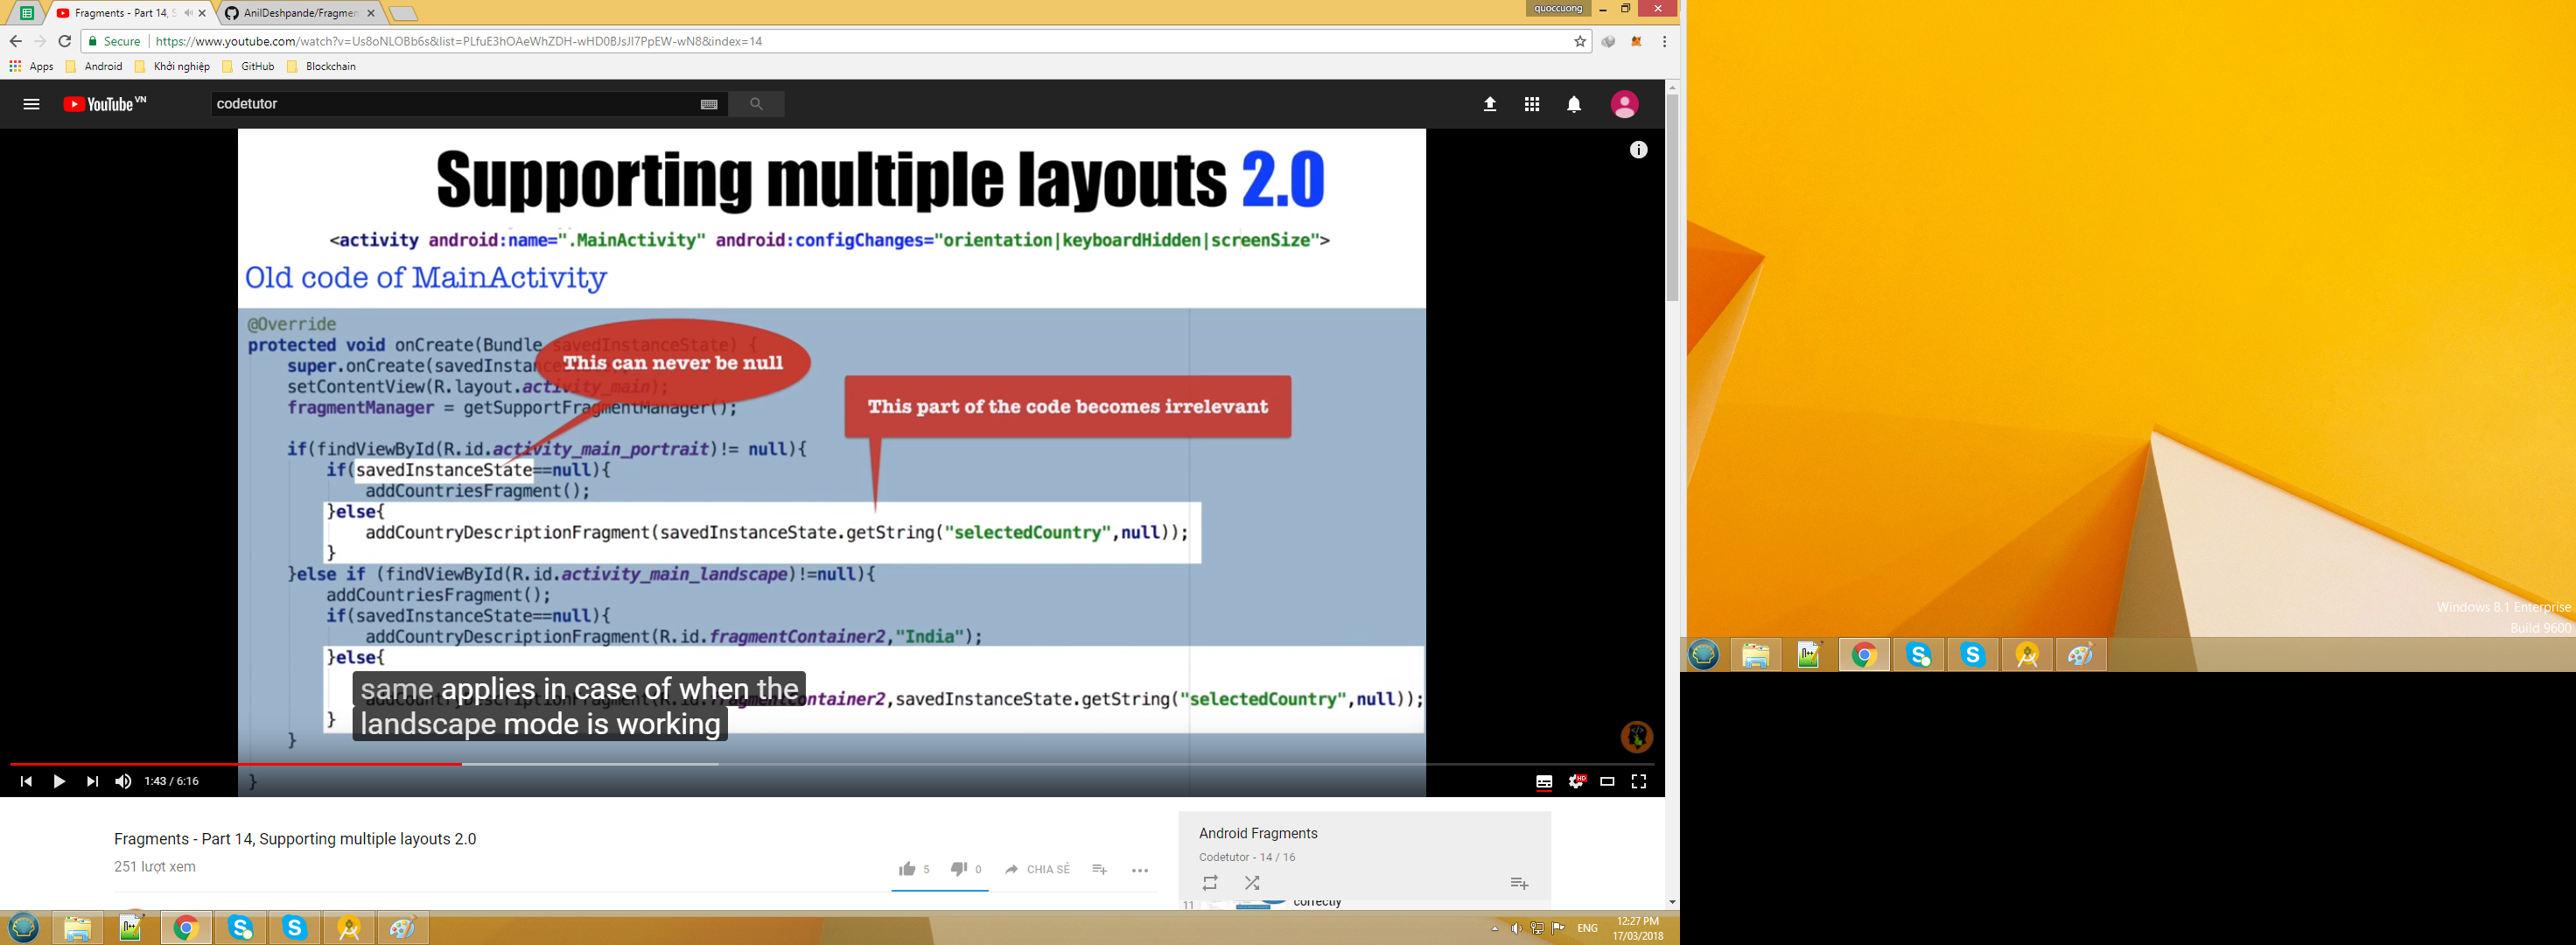 Fragments - Part 14, S
AnilDeshpande/Fragmen
quoccuong
Secure
https://www.youtube.com/watch?v=Us8oNLOBb6s&list=PLfuE3hOAeWhZDH-wHD0BJsJI7PpEW-wN8&index=14
Apps
Android
Khởi nghiệp
GitHub
Blockchain
YouTube VN
codetutor
Supporting multiple layouts 2.0
<activity android:name=".MainActivity" android:configChanges="orientation|keyboardHidden|screenSize">
Old code of MainActivity
@Override
protected void onCreate(Bundle savedInstanceState) {
This can never be null
super.onCreate(savedInstanc
setContentView(R.layout.activity_main);
fragmentManager = getSupportFragmentManager();
This part of the code becomes irrelevant
if(findViewById(R.id.activity_main_portrait)!= null){
if(savedInstanceState==null){
addCountriesFragment();
}else{
addCountryDescriptionFragment(savedInstanceState.getString("selectedCountry",null));
}
}else if (findViewById(R.id.activity_main_landscape)!=null){
addCountriesFragment();
if(savedInstanceState==null){
addCountryDescriptionFragment(R.id.fragmentContainer2,"India");
}else{
addCountryDescriptionFragment(R.id.fragmentContainer2,savedInstanceState.getString("selectedCountry",null));
}
same applies in case of when the
landscape mode is working
}
}
1:43 / 6:16
HD
Fragments - Part 14, Supporting multiple layouts 2.0
251 lượt xem
5
0
CHIA SẺ
Android Fragments
Codetutor - 14 / 16
11
correctly
ENG
12:27 PM
17/03/2018
Windows 8.1 Enterprise
Build 9600